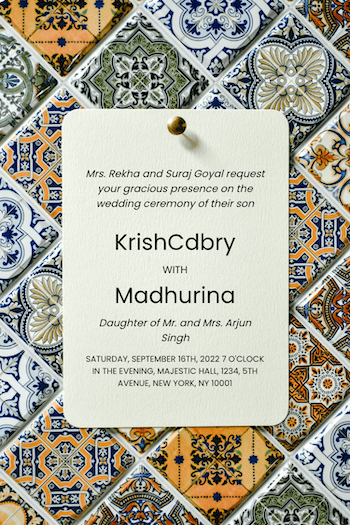 Mrs. Rekha and Suraj Goyal request
your gracious presence on the
wedding ceremony of their son
KrishCdbry
WITH
Madhurina
Daughter of Mr. and Mrs. Arjun
Singh
SATURDAY, SEPTEMBER 16TH, 2022 7 O'CLOCK
IN THE EVENING, MAJESTIC HALL, 1234, 5TH
AVENUE, NEW YORK, NY 10001